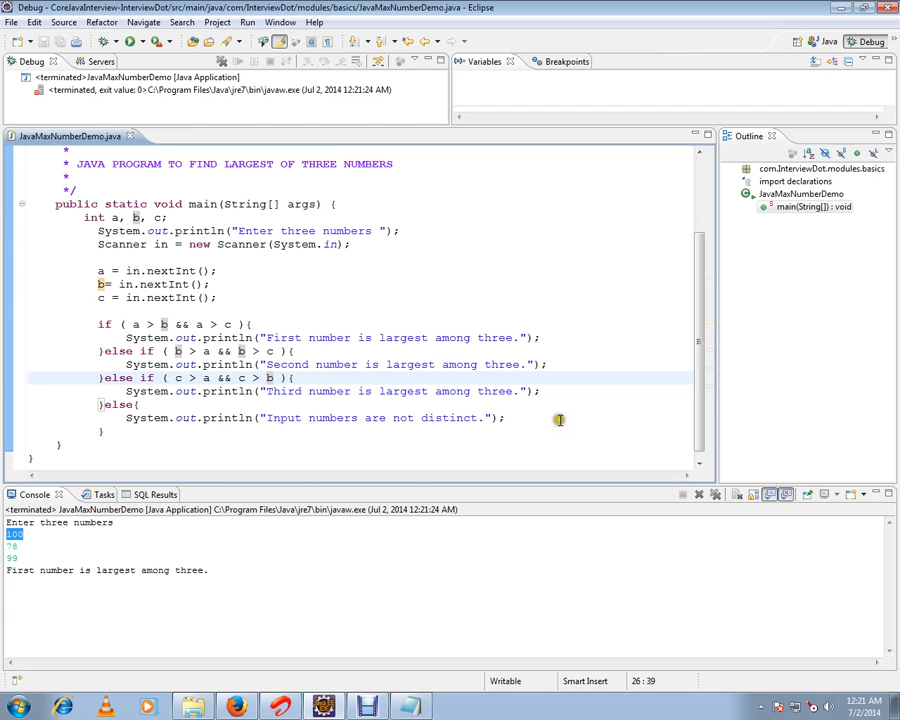 Debug - CoreJavaInterview-InterviewDot/src/main/java/com/InterviewDot/modules/basics/JavaMaxNumberDemo.java - Eclipse
File Edit Source Refactor Navigate Search Project Run Window Help
Java Debug
Debug Servers
<terminated>JavaMaxNumberDemo [Java Application]
<terminated, exit value: 0>C:\Program Files\Java\jre7\bin\javaw.exe (Jul 2, 2014 12:21:24 AM)
Variables Breakpoints
JavaMaxNumberDemo.java
*
* JAVA PROGRAM TO FIND LARGEST OF THREE NUMBERS
*
*/
public static void main(String[] args) {
int a, b, c;
System.out.println("Enter three numbers ");
Scanner in = new Scanner(System.in);
a = in.nextInt();
b= in.nextInt();
c = in.nextInt();
if ( a > b && a > c ){
System.out.println("First number is largest among three.");
}else if ( b > a && b > c ){
System.out.println("Second number is largest among three.");
}else if ( c > a && c > b ){
System.out.println("Third number is largest among three.");
}else{
System.out.println("Input numbers are not distinct.");
}
}
}
Outline
com.InterviewDot.modules.basics
import declarations
JavaMaxNumberDemo
main(String[]) : void
Console Tasks SQL Results
<terminated> JavaMaxNumberDemo [Java Application] C:\Program Files\Java\jre7\bin\javaw.exe (Jul 2, 2014 12:21:24 AM)
Enter three numbers
100
78
99
First number is largest among three.
Writable Smart Insert 26 : 39
12:21 AM
7/2/2014